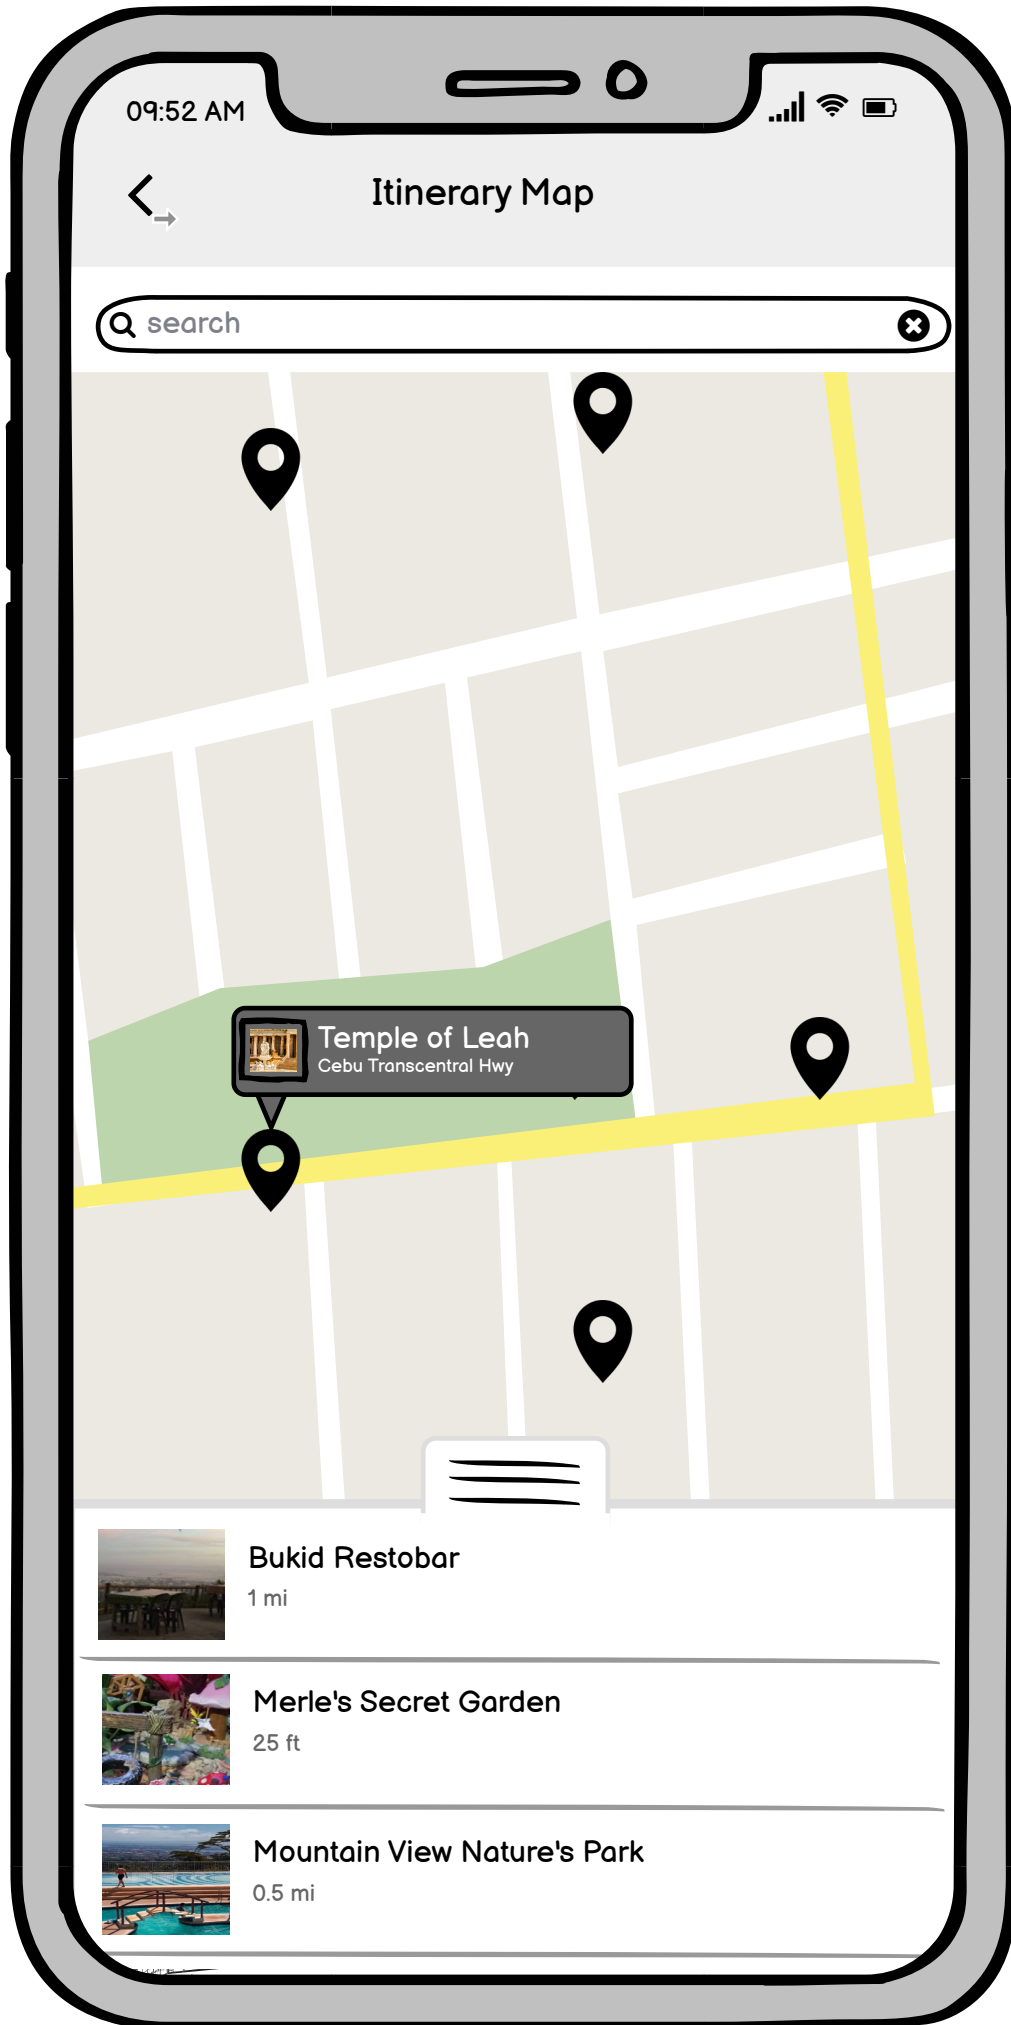 09:52 AM
Itinerary Map
search
Temple of Leah
Cebu Transcentral Hwy
Bukid Restobar
1 mi
Merle's Secret Garden
25 ft
Mountain View Nature's Park
0.5 mi